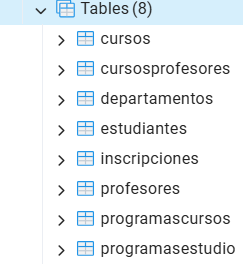 Tables (8)
cursos
cursosprofesores
departamentos
estudiantes
inscripciones
profesores
programascursos
programasestudio